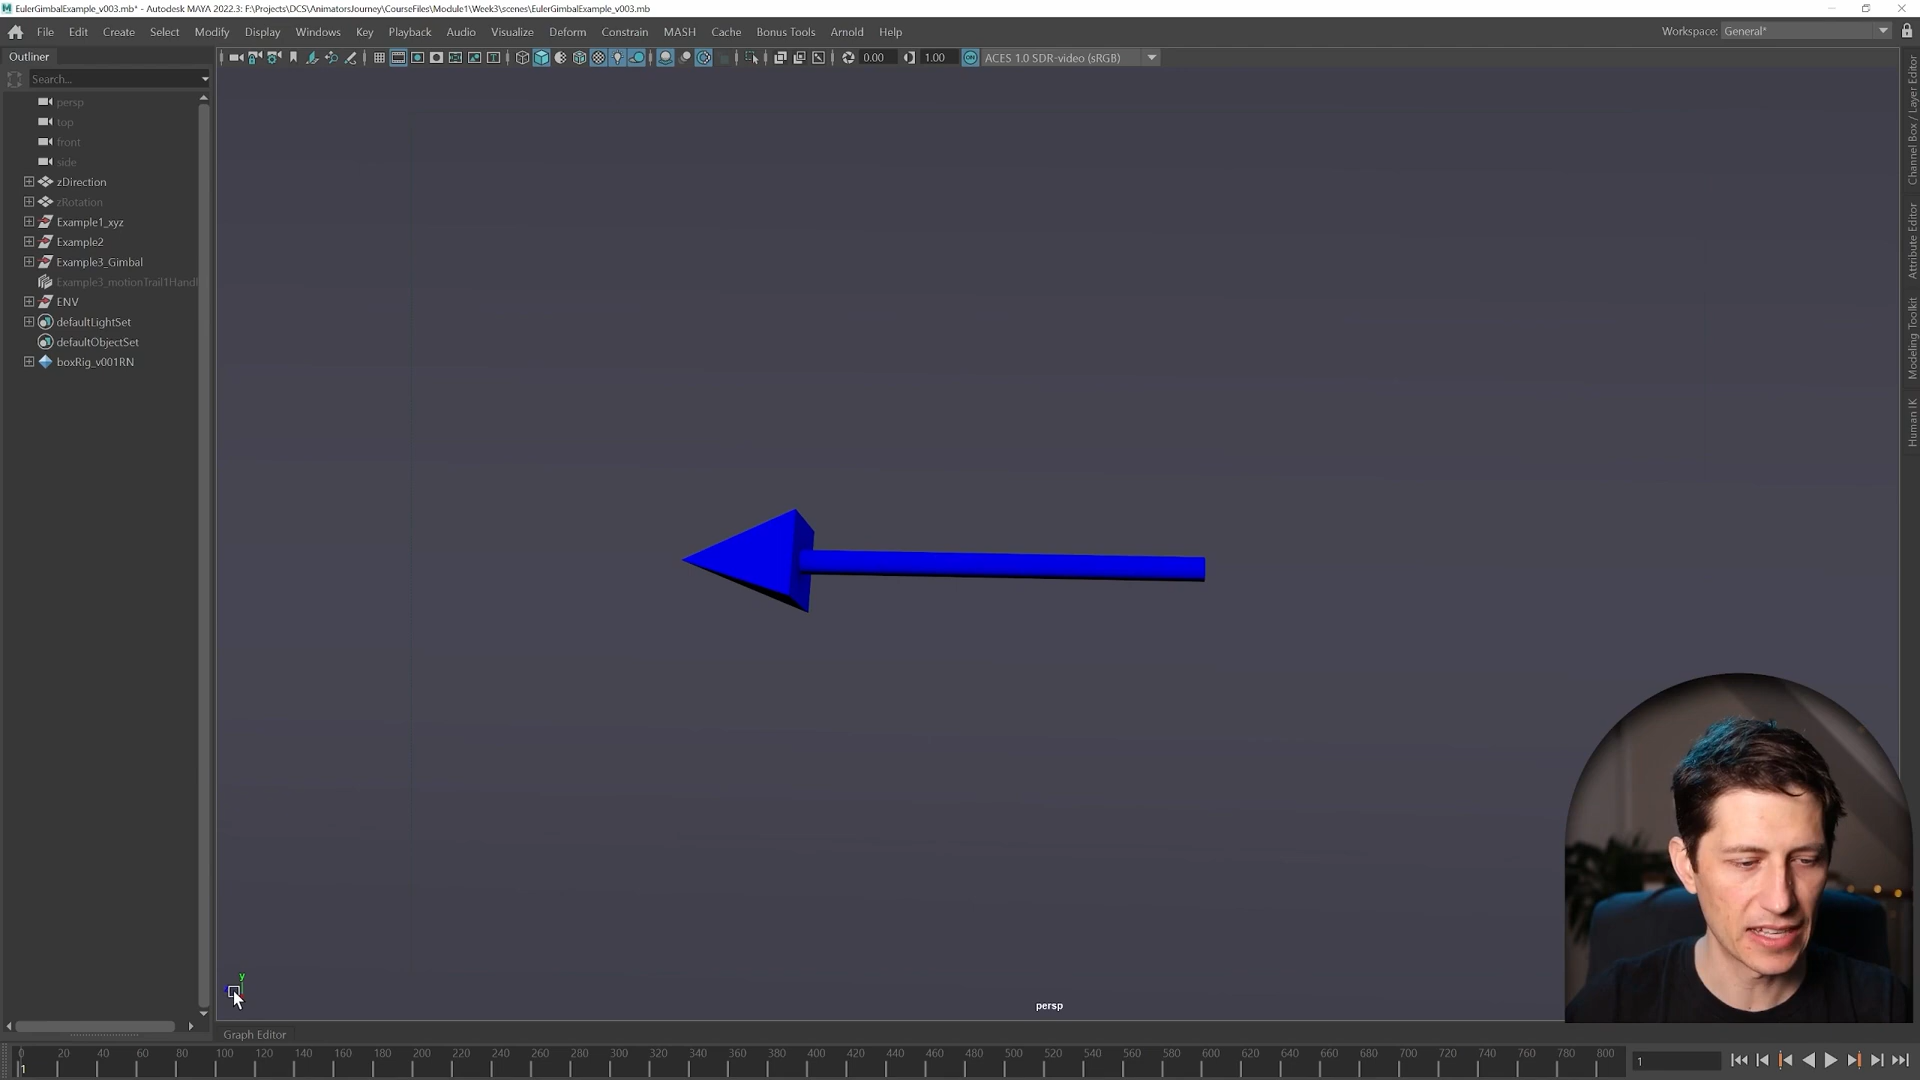 EulerGimbalExample_v003.mb* - Autodesk MAYA 2022.3: F:\Projects\DCS\AnimatorsJourney\CourseFiles\Module1\Week3\scenes\EulerGimbalExample_v003.mb
File Edit Create Select Modify Display Windows Key Playback Audio Visualize Deform Constrain MASH Cache Bonus Tools Arnold Help
Workspace: General*
Outliner
0.00 1.00 ACES 1.0 SDR-video (sRGB)
Search...
persp
top
front
side
zDirection
zRotation
Example1_xyz
Example2
Example3_Gimbal
Example3_motionTrail1Handl
ENV
defaultLightSet
defaultObjectSet
boxRig_v001RN
Channel Box / Layer Editor
Attribute Editor
Modeling Toolkit
Human IK
y
persp
Graph Editor
0 20 40 60 80 100 120 140 160 180 200 220 240 260 280 300 320 340 360 380 400 420 440 460 480 500 520 540 560 580 600 620 640 660 680 700 720 740 760 780 800
1
1